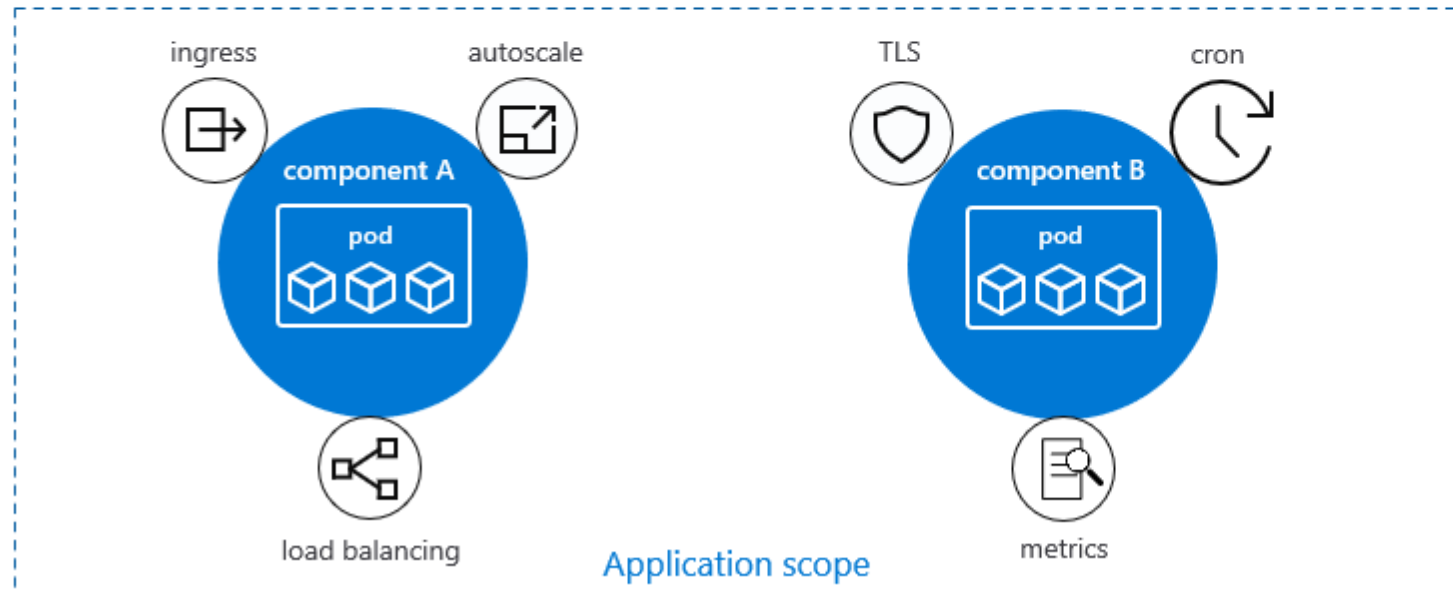 ingress
autoscale
component A
pod
load balancing
TLS
cron
component B
pod
metrics
Application scope